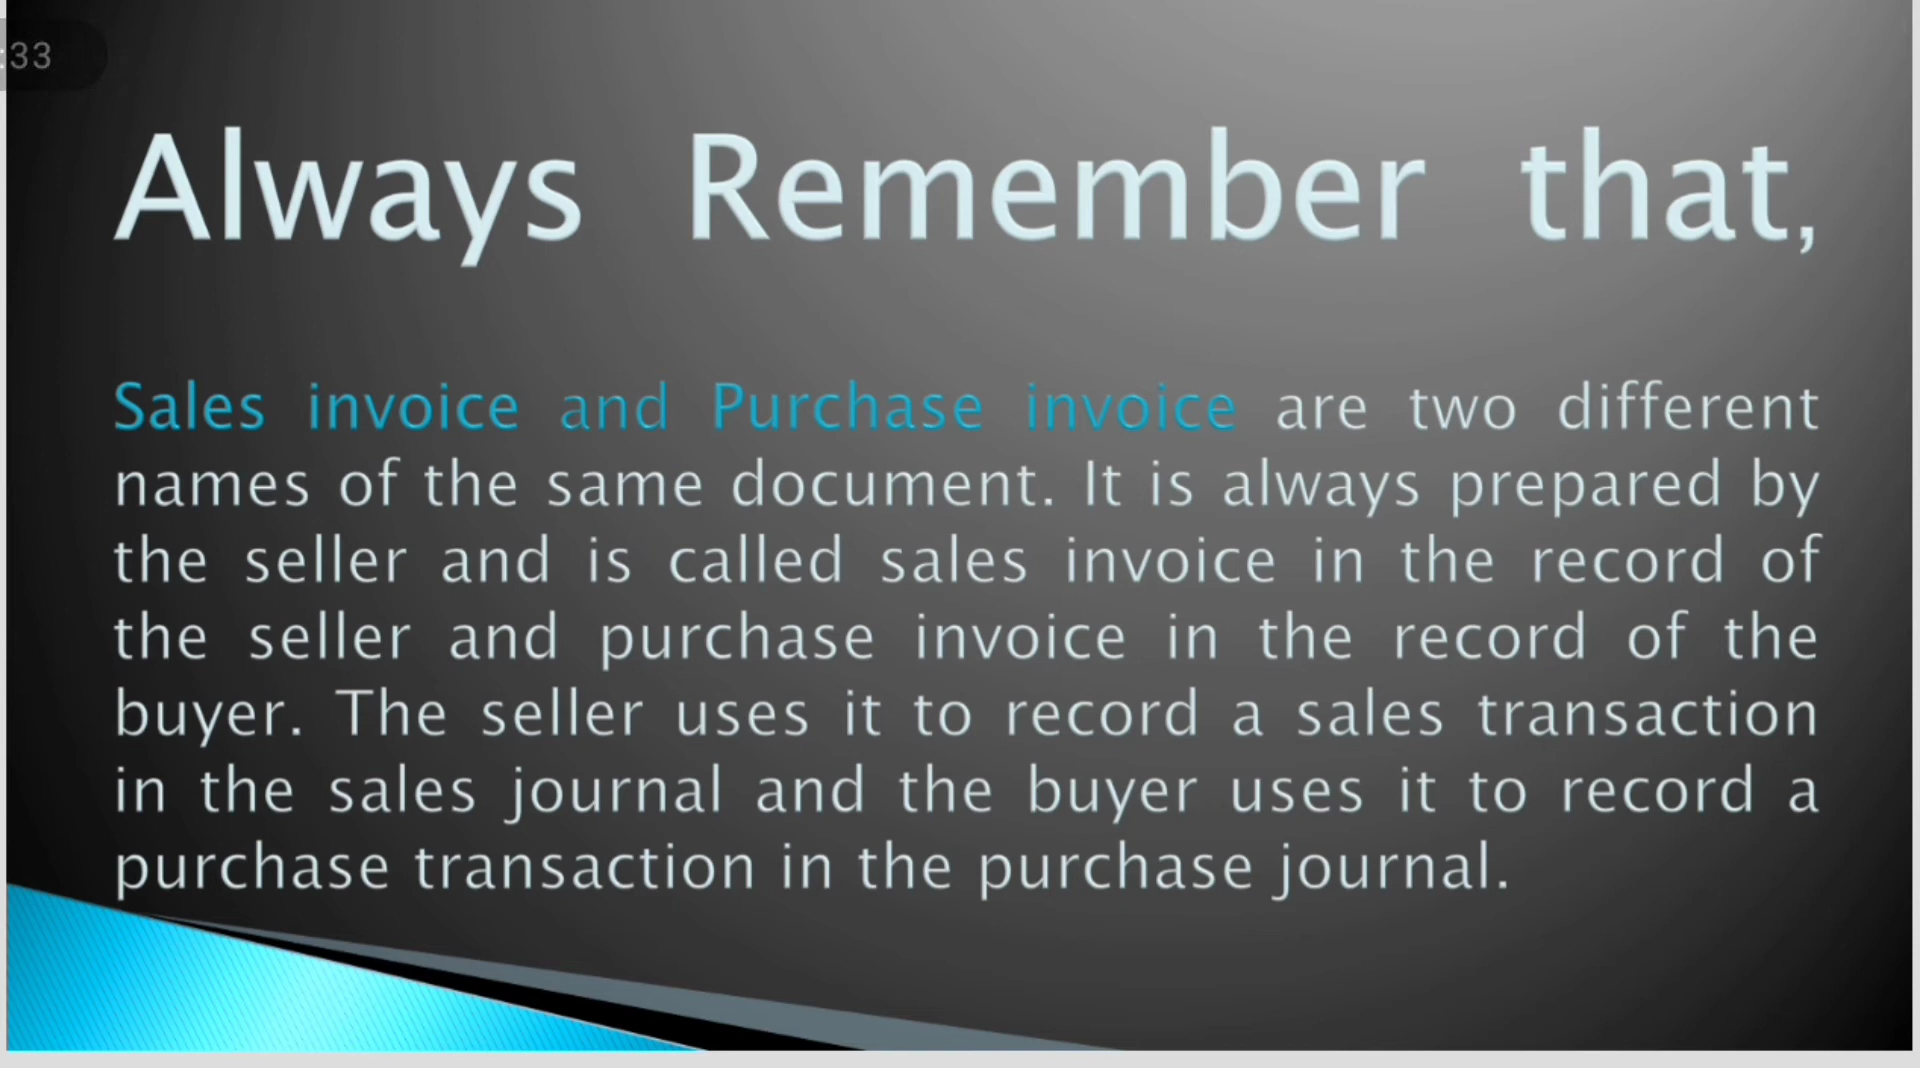 :33
Always Remember that,
Sales invoice and Purchase invoice are two different
names of the same document. It is always prepared by
the seller and is called sales invoice in the record of
the seller and purchase invoice in the record of the
buyer. The seller uses it to record a sales transaction
in the sales journal and the buyer uses it to record a
purchase transaction in the purchase journal.